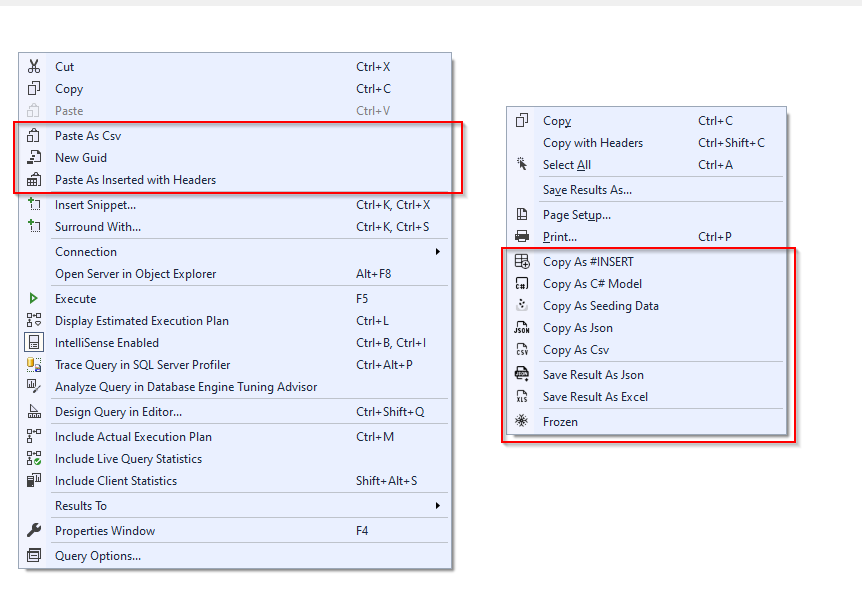 Cut Ctrl+X
Copy Ctrl+C
Paste Ctrl+V
Paste As Csv
New Guid
Paste As Inserted with Headers
Insert Snippet... Ctrl+K, Ctrl+X
Surround With... Ctrl+K, Ctrl+S
Connection
Open Server in Object Explorer Alt+F8
Execute F5
Display Estimated Execution Plan Ctrl+L
IntelliSense Enabled Ctrl+B, Ctrl+I
Trace Query in SQL Server Profiler Ctrl+Alt+P
Analyze Query in Database Engine Tuning Advisor
Design Query in Editor... Ctrl+Shift+Q
Include Actual Execution Plan Ctrl+M
Include Live Query Statistics
Include Client Statistics Shift+Alt+S
Results To
Properties Window F4
Query Options...
Copy Ctrl+C
Copy with Headers Ctrl+Shift+C
Select All Ctrl+A
Save Results As...
Page Setup...
Print... Ctrl+P
Copy As #INSERT
C# Copy As C# Model
Copy As Seeding Data
JSON Copy As Json
CSV Copy As Csv
JSON Save Result As Json
XLS Save Result As Excel
Frozen